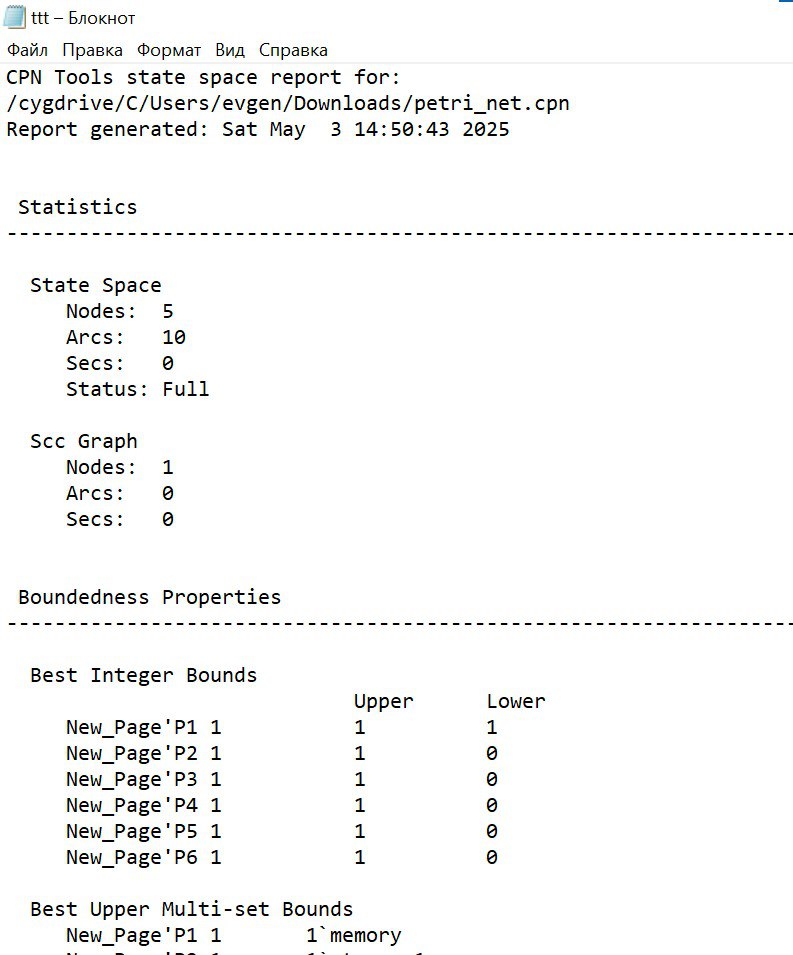 ttt – Блокнот
Файл Правка Формат Вид Справка
CPN Tools state space report for:
/cygdrive/C/Users/evgen/Downloads/petri_net.cpn
Report generated: Sat May  3 14:50:43 2025
Statistics
------------------------------------------------------------------
State Space
Nodes:  5
Arcs:   10
Secs:   0
Status: Full
Scc Graph
Nodes:  1
Arcs:   0
Secs:   0
Boundedness Properties
------------------------------------------------------------------
Best Integer Bounds
Upper      Lower
New_Page'P1 1           1          1
New_Page'P2 1           1          0
New_Page'P3 1           1          0
New_Page'P4 1           1          0
New_Page'P5 1           1          0
New_Page'P6 1           1          0
Best Upper Multi-set Bounds
New_Page'P1 1       1`memory